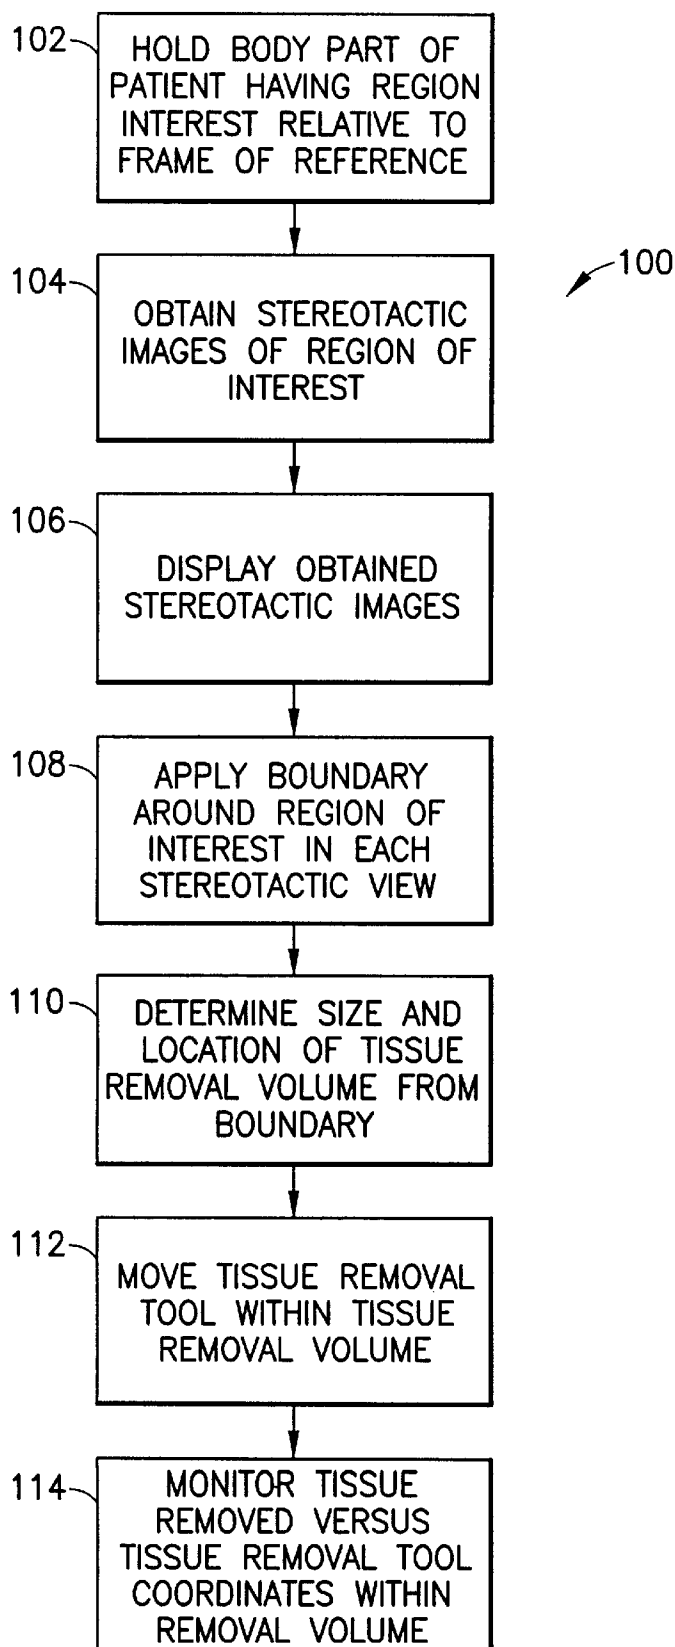 102
HOLD BODY PART OF
PATIENT HAVING REGION
INTEREST RELATIVE TO
FRAME OF REFERENCE
100
104
OBTAIN STEREOTACTIC
IMAGES OF REGION OF
INTEREST
106
DISPLAY OBTAINED
STEREOTACTIC IMAGES
108
APPLY BOUNDARY
AROUND REGION OF
INTEREST IN EACH
STEREOTACTIC VIEW
110
DETERMINE SIZE AND
LOCATION OF TISSUE
REMOVAL VOLUME FROM
BOUNDARY
112
MOVE TISSUE REMOVAL
TOOL WITHIN TISSUE
REMOVAL VOLUME
114
MONITOR TISSUE
REMOVED VERSUS
TISSUE REMOVAL TOOL
COORDINATES WITHIN
REMOVAL VOLUME